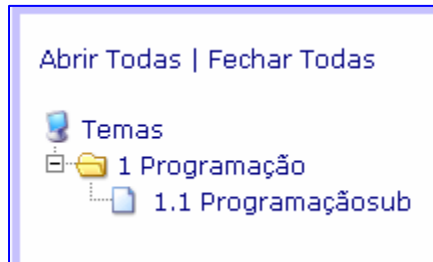 Abrir Todas | Fechar Todas
Temas
1 Programação
1.1 Programaçãosub